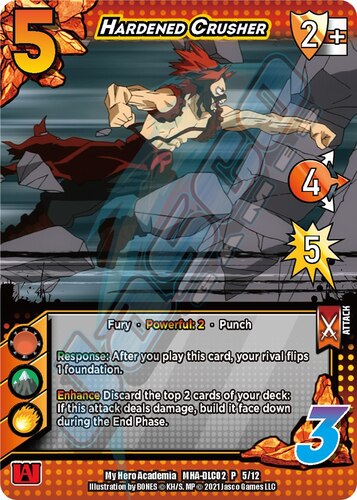 5
HARDENED CRUSHER
2 +
4
5
ATTACK
Fury · Powerful: 2 · Punch
Response: After you play this card, your rival flips
1 foundation.
Enhance Discard the top 2 cards of your deck:
If this attack deals damage, build it face down
during the End Phase.
3
My Hero Academia MHA-DLC02 P 5/12
Illustration by BONES © KH/S. MP © 2021 Jasco Games LLC